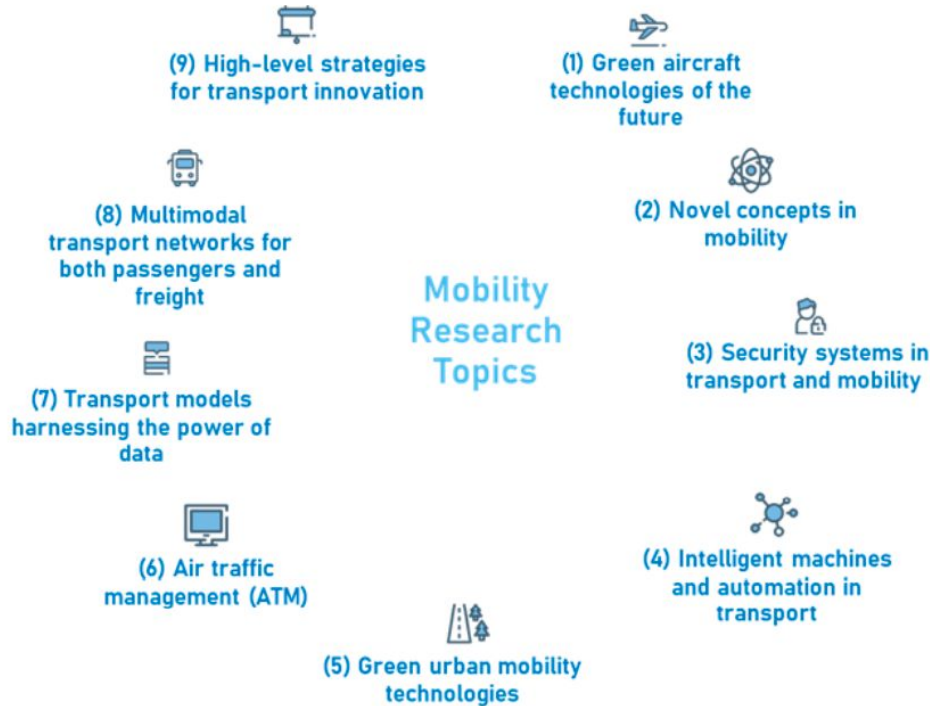 (9) High-level strategies
for transport innovation
(1) Green aircraft
technologies of the
future
(8) Multimodal
transport networks for
both passengers and
freight
(2) Novel concepts in
mobility
Mobility
Research
Topics
(3) Security systems in
transport and mobility
(7) Transport models
harnessing the power of
data
(6) Air traffic
management (ATM)
(4) Intelligent machines
and automation in
transport
(5) Green urban mobility
technologies